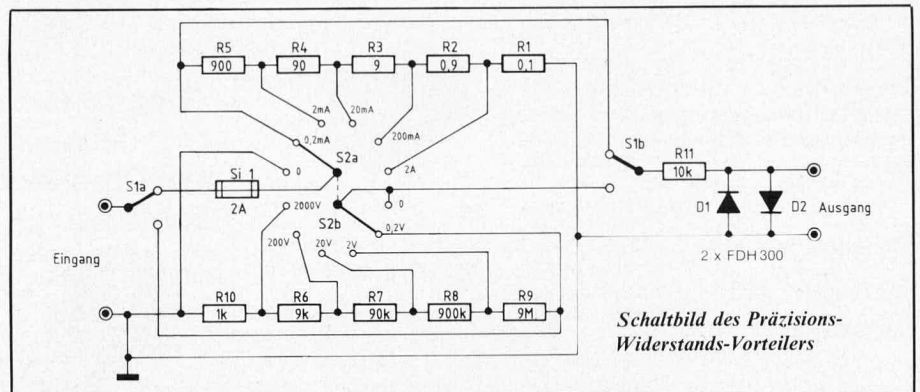 R5 R4 R3 R2 R1
900 90 9 0,9 0,1
2mA 20mA
0,2mA 200mA
S1b
R11
10k
S2a
2A
Si 1
0
S1a
2A
2000V
0
D1 D2 Ausgang
S2b
0,2V
200V
20V 2V
2 x FDH300
Eingang
R10 R6 R7 R8 R9
1k 9k 90k 900k 9M
Schaltbild des Präzisions-
Widerstands-Vorteilers